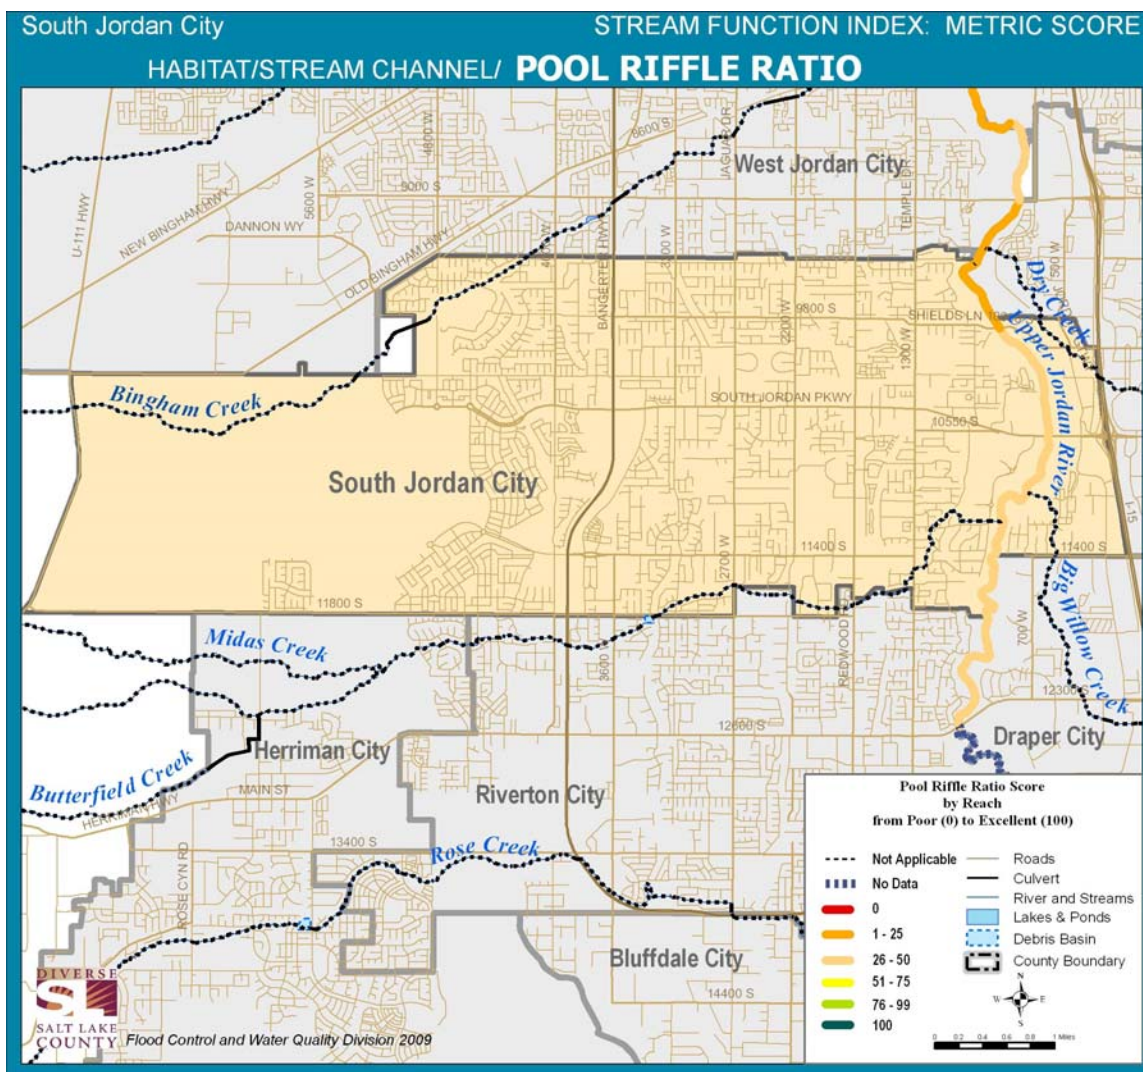 South Jordan City
STREAM FUNCTION INDEX: METRIC SCORE
HABITAT/STREAM CHANNEL/ POOL RIFFLE RATIO
West Jordan City
JAGUAR DR
8600 S
4800 W
9000 S
5600 W
U-111 HWY
NEW BINGHAM HWY
DANNON WY
OLD BINGHAM HWY
BANGERTER HWY
TEMPLE DR
Dry Creek
9800 S
SHIELDS LN
2200 W
1300 W
Upper Jordan River
Bingham Creek
SOUTH JORDAN PKWY
10550 S
South Jordan City
I-15
11400 S
11400 S
2700 W
11800 S
Big Willow Creek
Midas Creek
3600 W
REDWOOD
700 W
12300 S
12600 S
Draper City
Herriman City
Butterfield Creek
HERRIMAN HWY
MAIN ST
Riverton City
13400 S
Rose Creek
ROSE CYN RD
Bluffdale City
14400 S
Pool Riffle Ratio Score
by Reach
from Poor (0) to Excellent (100)
Not Applicable
No Data
0
1 - 25
26 - 50
51 - 75
76 - 99
100
Roads
Culvert
River and Streams
Lakes & Ponds
Debris Basin
County Boundary
N
W
E
S
0 0.2 0.4 0.6 0.8 1 Miles
DIVERSE
SL
SALT LAKE
COUNTY
Flood Control and Water Quality Division 2009